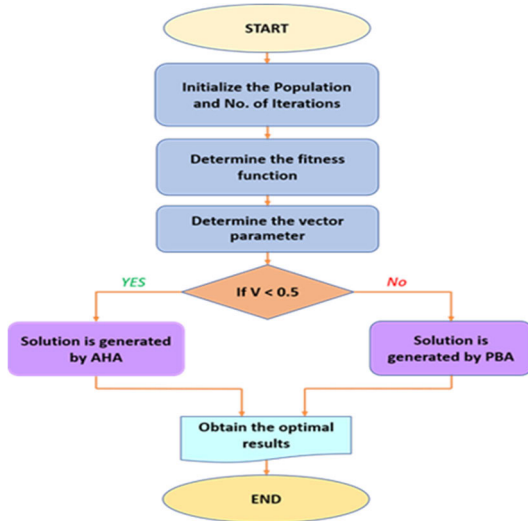 START
Initialize the Population
and No. of Iterations
Determine the fitness
function
Determine the vector
parameter
If V < 0.5
YES
No
Solution is generated
by AHA
Solution is
generated by PBA
Obtain the optimal
results
END